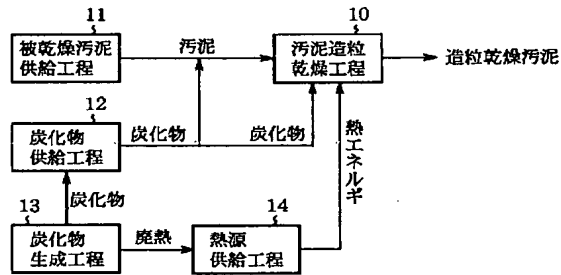 11
被乾燥汚泥
供給工程
汚泥
10
汚泥造粒
乾燥工程
造粒乾燥汚泥
12
炭化物
供給工程
炭化物
炭化物
熱エネルギ
炭化物
13
炭化物
生成工程
廃熱
14
熱源
供給工程